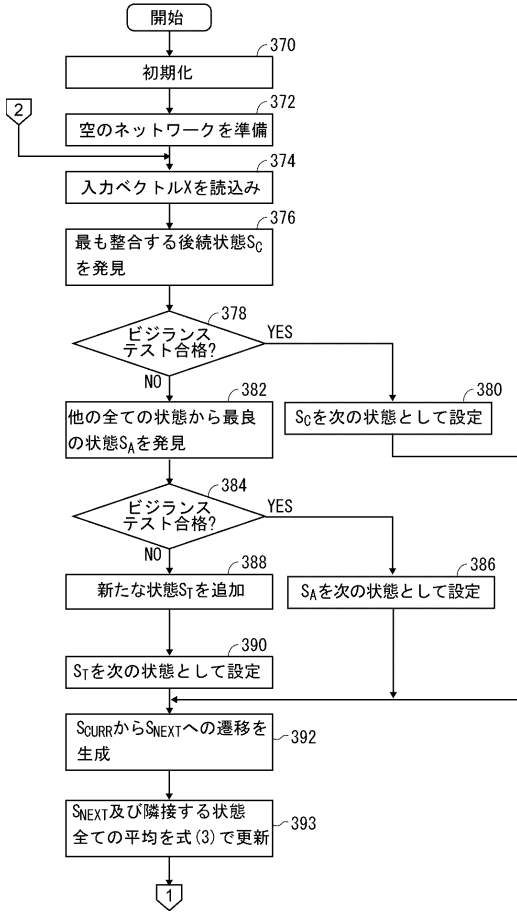 開始
370
初期化
372
空のネットワークを準備
2
374
入力ベクトルXを読込み
376
最も整合する後続状態SC
を発見
378
ビジランス
テスト合格?
YES
NO
380
SCを次の状態として設定
382
他の全ての状態から最良
の状態SAを発見
384
ビジランス
テスト合格?
YES
NO
386
SAを次の状態として設定
388
新たな状態STを追加
390
STを次の状態として設定
SCURRからSNEXTへの遷移を
生成
392
SNEXT及び隣接する状態
全ての平均を式(3)で更新
393
1